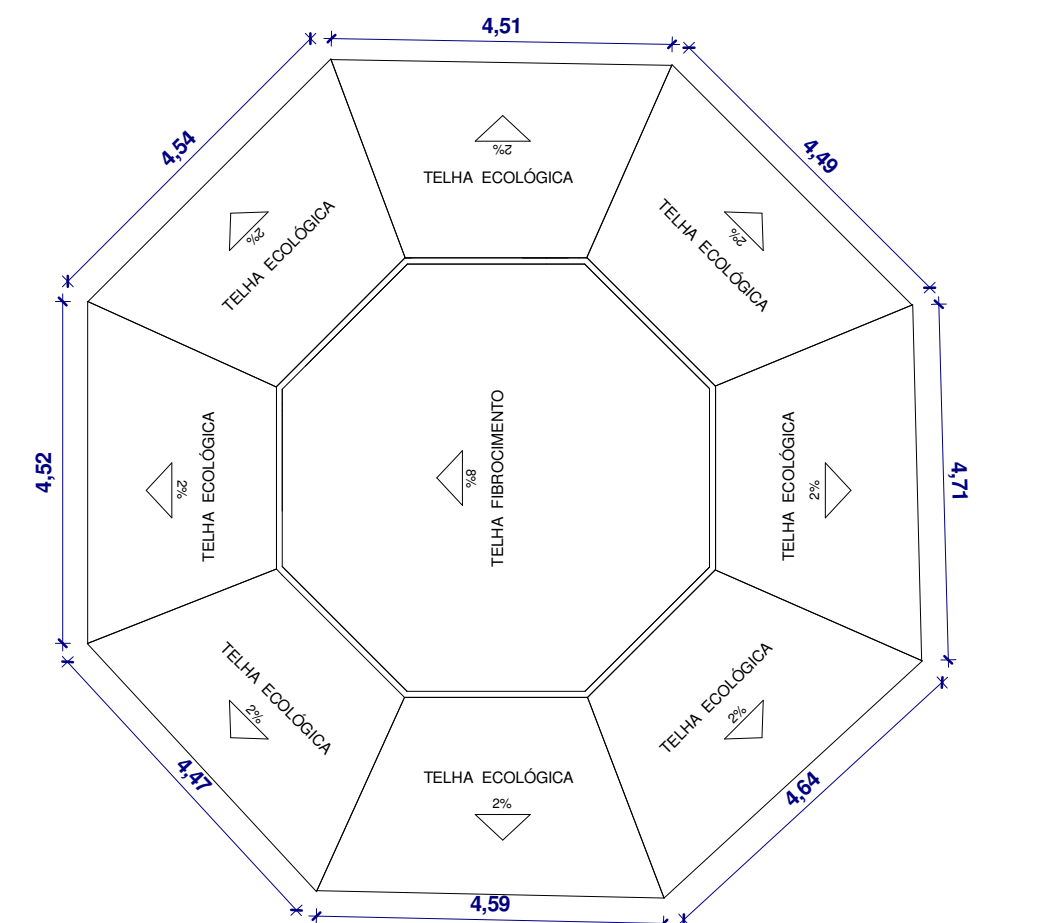 4,51
4,54
4,49
2%
TELHA ECOLÓGICA
2%
TELHA ECOLÓGICA
2%
TELHA ECOLÓGICA
4,52
2%
TELHA ECOLÓGICA
8%
TELHA FIBROCIMENTO
TELHA ECOLÓGICA
2%
4,71
TELHA ECOLÓGICA
2%
TELHA ECOLÓGICA
2%
TELHA ECOLÓGICA
2%
4,47
4,64
4,59